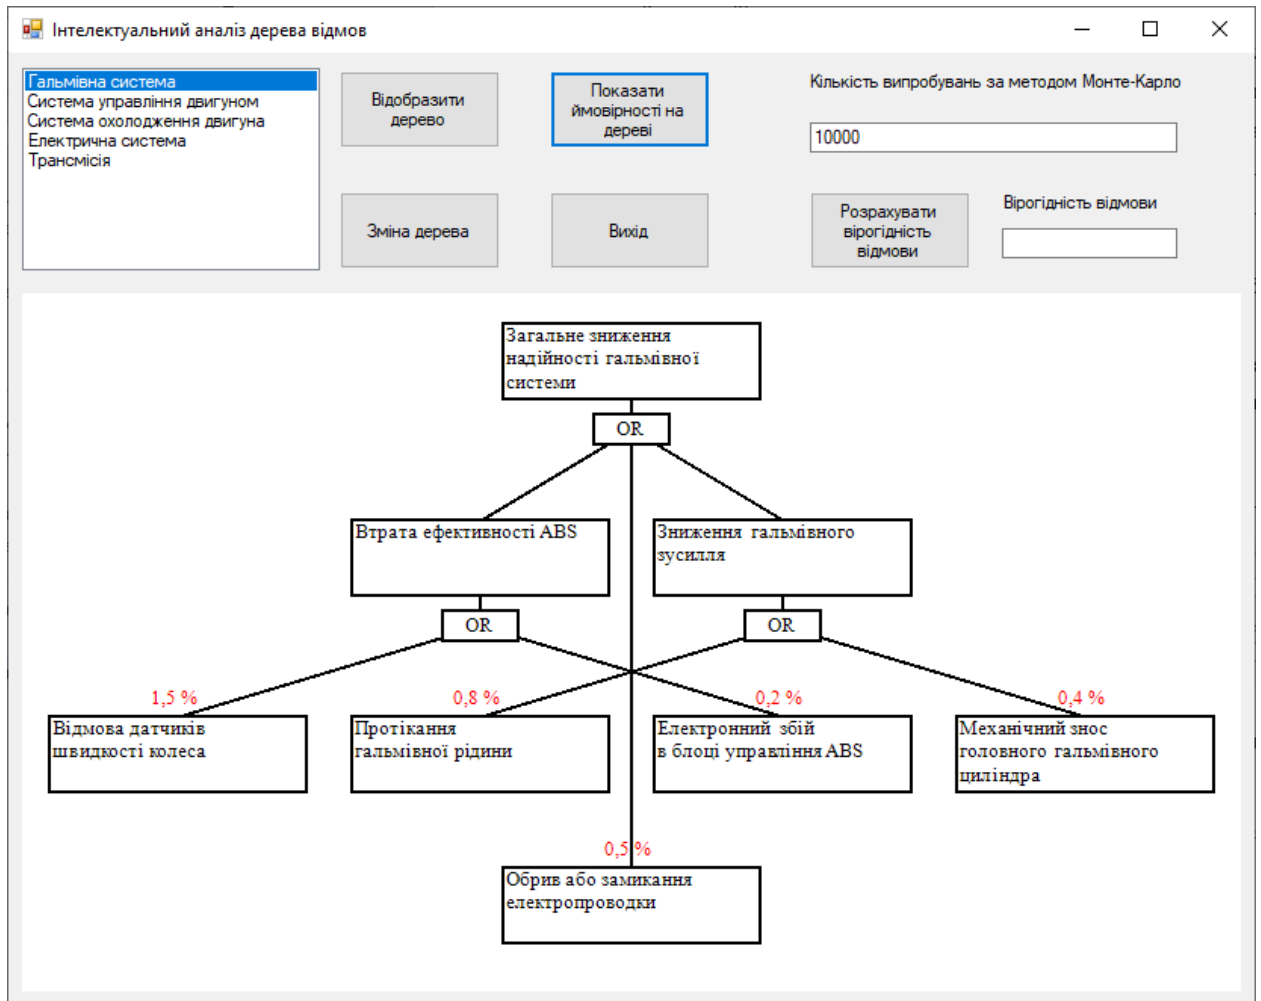 Інтелектуальний аналіз дерева відмов
Гальмівна система
Система управління двигуном
Система охолодження двигуна
Електрична система
Трансмісія
Відобразити
дерево
Показати
ймовірності на
дереві
Кількість випробувань за методом Монте-Карло
10000
Зміна дерева
Вихід
Розрахувати
вірогідність
відмови
Вірогідність відмови
Загальне зниження
надійності гальмівної
системи
OR
Втрата ефективності ABS
Зниження гальмівного
зусилля
OR
OR
1,5 %
0,8 %
0,2 %
0,4 %
Відмова датчиків
швидкості колеса
Протікання
гальмівної рідини
Електронний збій
в блоці управління ABS
Механічний знос
головного гальмівного
циліндра
0,5 %
Обрив або замикання
електропроводки